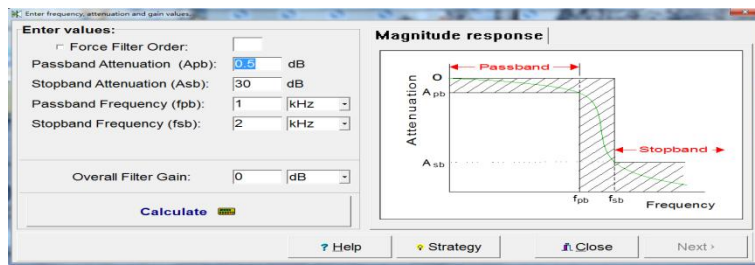 Enter frequency, attenuation and gain values.
Enter values:
Force Filter Order:
Passband Attenuation (Apb): 0.5 dB
Stopband Attenuation (Asb): 30 dB
Passband Frequency (fpb): 1 kHz
Stopband Frequency (fsb): 2 kHz
Overall Filter Gain: 0 dB
Calculate
Magnitude response
Passband
0
Apb
Attenuation
Stopband
Asb
fpb fsb
Frequency
? Help
Strategy
Close
Next >